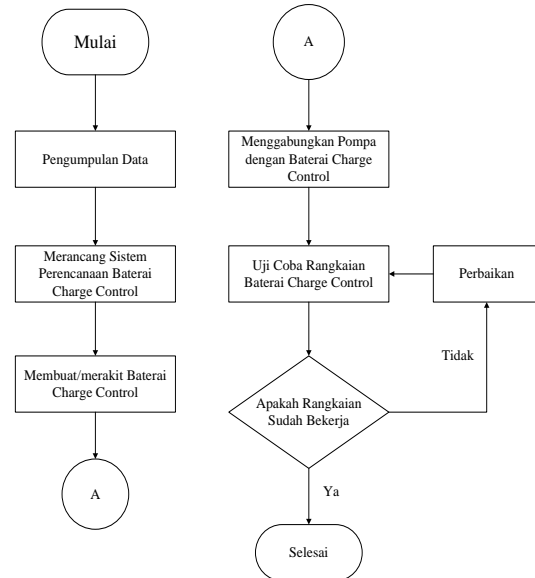 Mulai
Pengumpulan Data
Merancang Sistem
Perencanaan Baterai
Charge Control
Membuat/merakit Baterai
Charge Control
A
A
Menggabungkan Pompa
dengan Baterai Charge
Control
Uji Coba Rangkaian
Baterai Charge Control
Perbaikan
Tidak
Apakah Rangkaian
Sudah Bekerja
Ya
Selesai